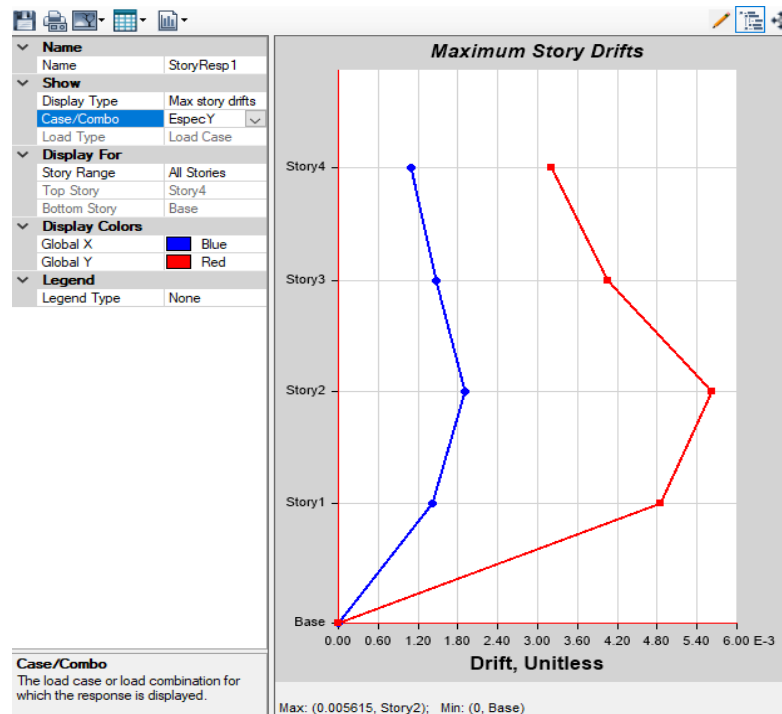 Name
Name StoryResp1
Show
Display Type Max story drifts
Case/Combo EspecY
Load Type Load Case
Display For
Story Range All Stories
Top Story Story4
Bottom Story Base
Display Colors
Global X Blue
Global Y Red
Legend
Legend Type None
Case/Combo
The load case or load combination for
which the response is displayed.
Maximum Story Drifts
Story4
Story3
Story2
Story1
Base
0.00 0.60 1.20 1.80 2.40 3.00 3.60 4.20 4.80 5.40 6.00 E-3
Drift, Unitless
Max: (0.005615, Story2); Min: (0, Base)